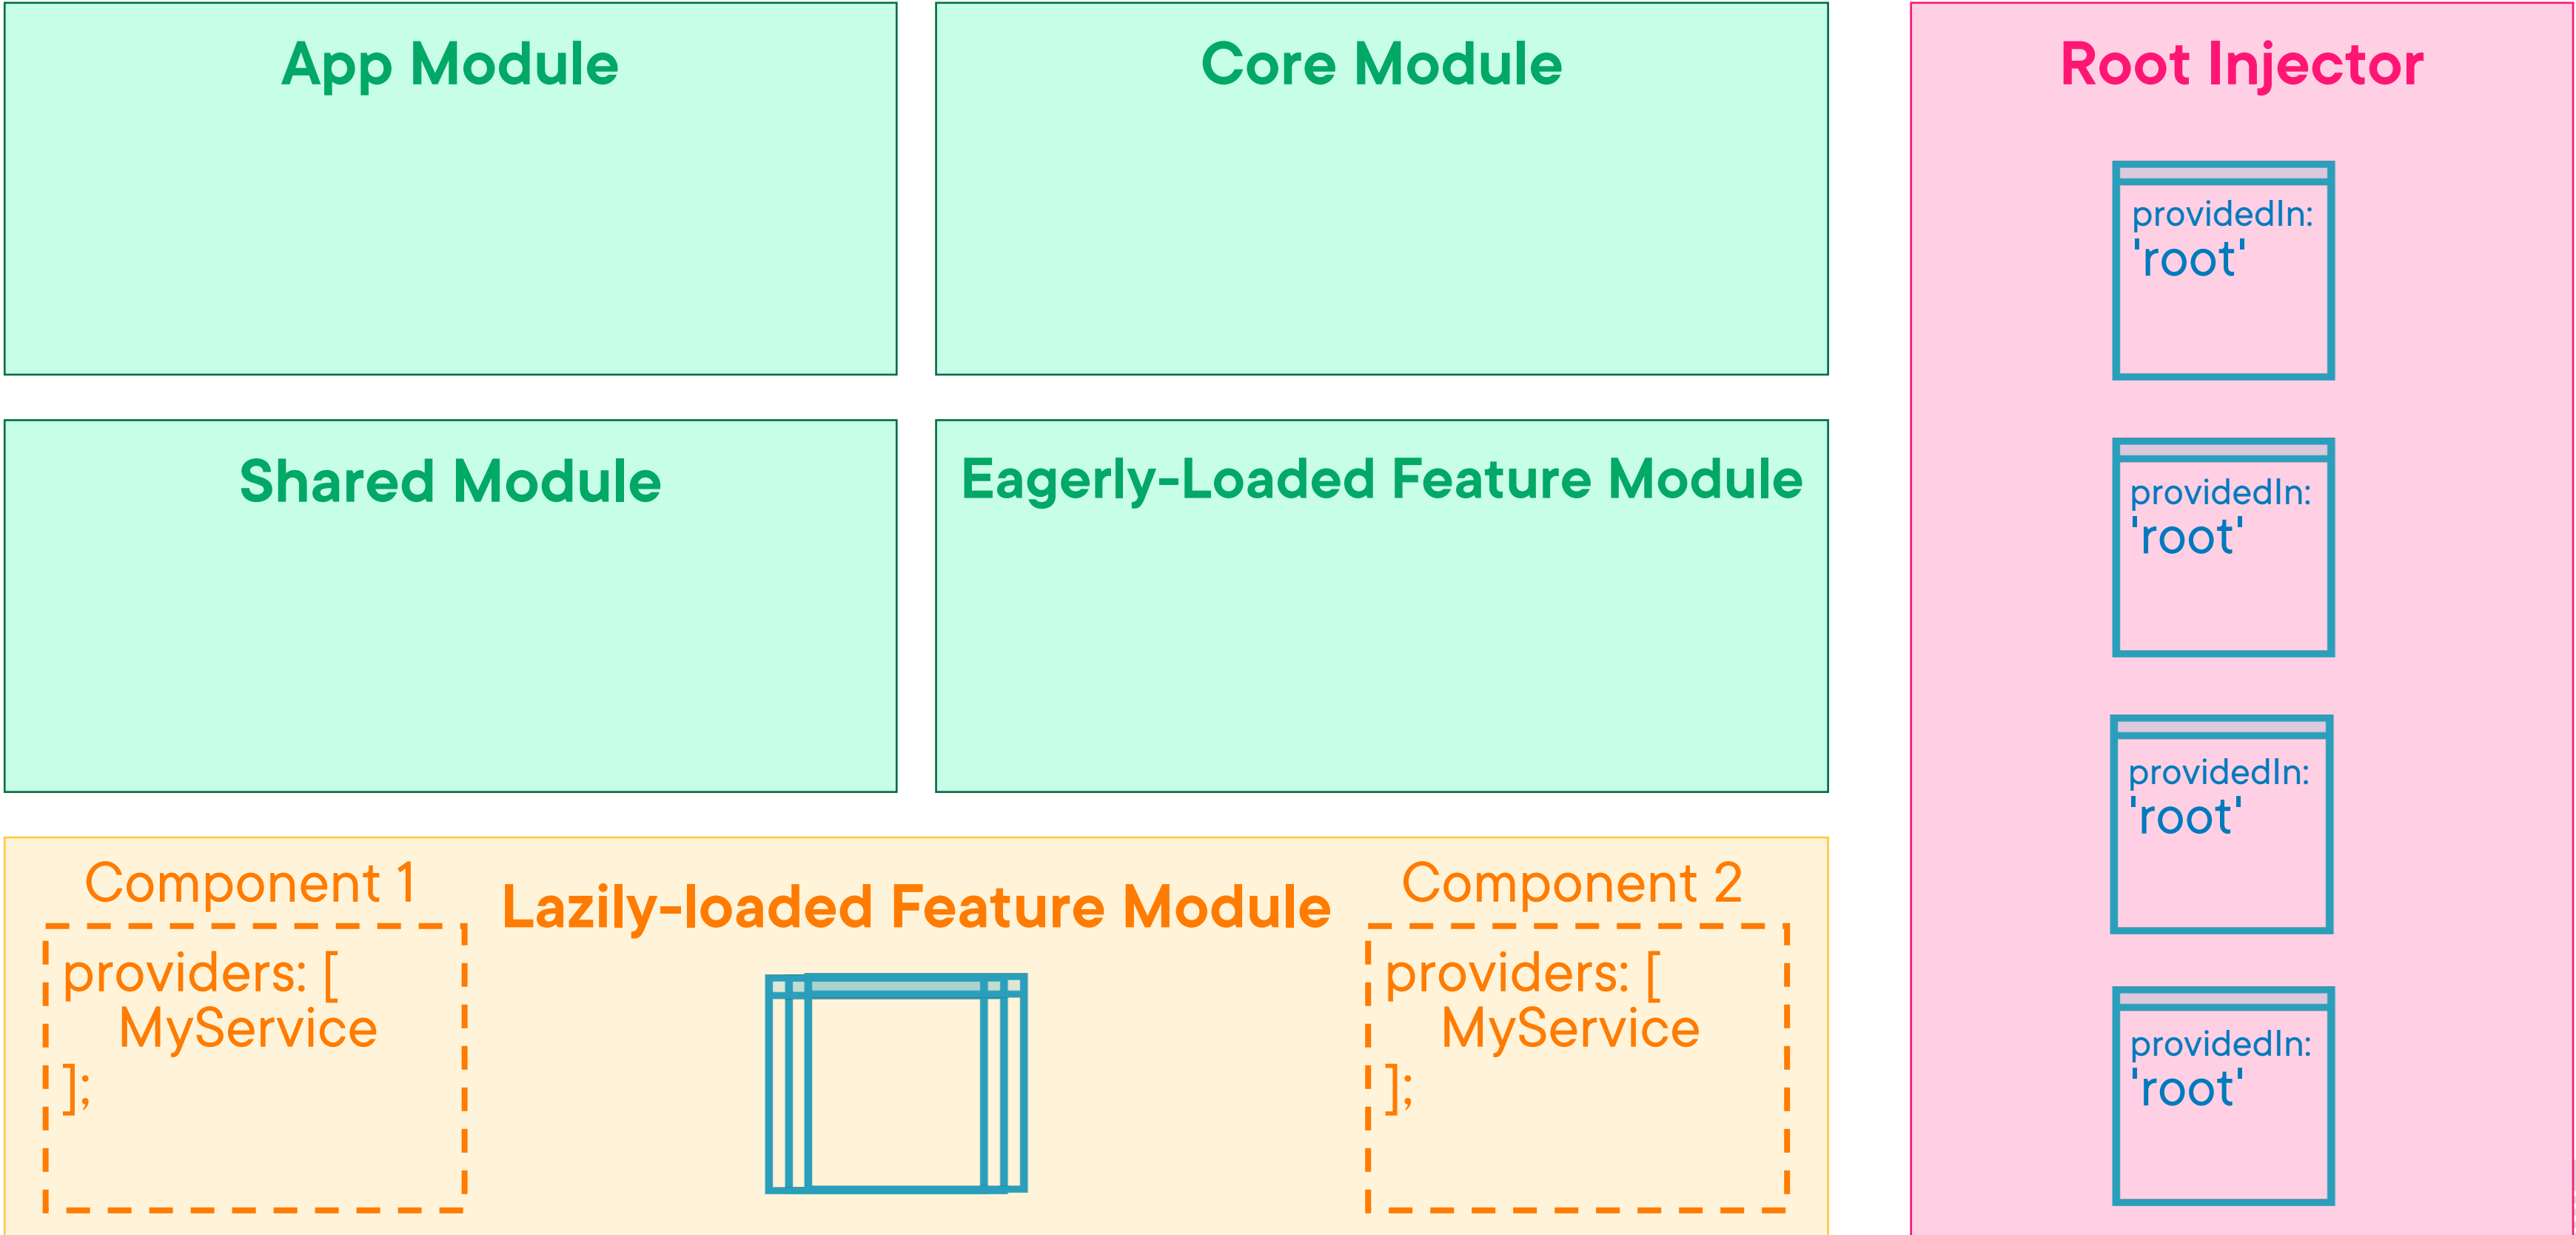 App Module
Core Module
Root Injector
providedIn:
'root'
Shared Module
Eagerly-Loaded Feature Module
providedIn:
'root'
providedIn:
'root'
Component 1
Lazily-loaded Feature Module
Component 2
providers: [
MyService
];
providers: [
MyService
];
providedIn:
'root'